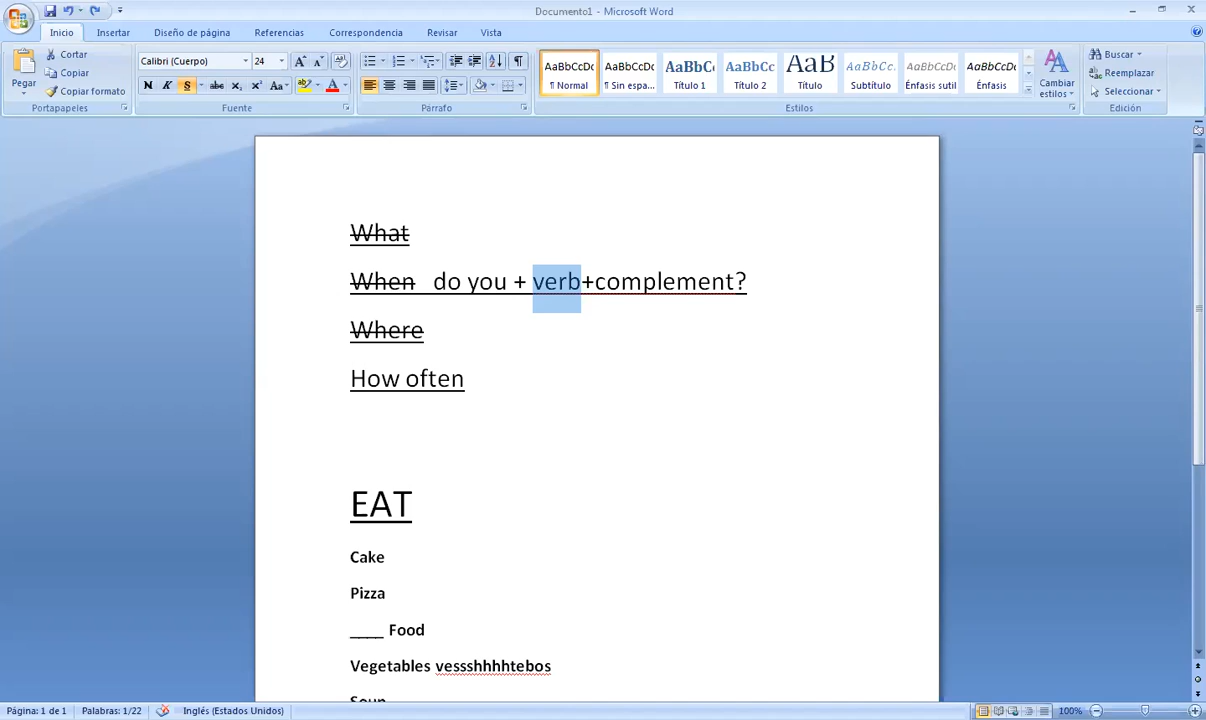 Documento1 - Microsoft Word
Inicio Insertar Diseño de página Referencias Correspondencia Revisar Vista
Pegar Cortar Copiar Copiar formato Portapapeles
Calibri (Cuerpo) 24 Fuente
Párrafo
AaBbCcDc ¶ Normal AaBbCcDc ¶ Sin espa... AaBbC Título 1 AaBbCc Título 2 AaB Título AaBbCc. Subtítulo AaBbCcDc Énfasis sutil AaBbCcDc Énfasis Cambiar estilos Estilos
Buscar Reemplazar Seleccionar Edición
What
When do you + verb+complement?
Where
How often
EAT
Cake
Pizza
____ Food
Vegetables vessshhhhtebos
Soup
Página: 1 de 1 Palabras: 1/22 Inglés (Estados Unidos) 100%